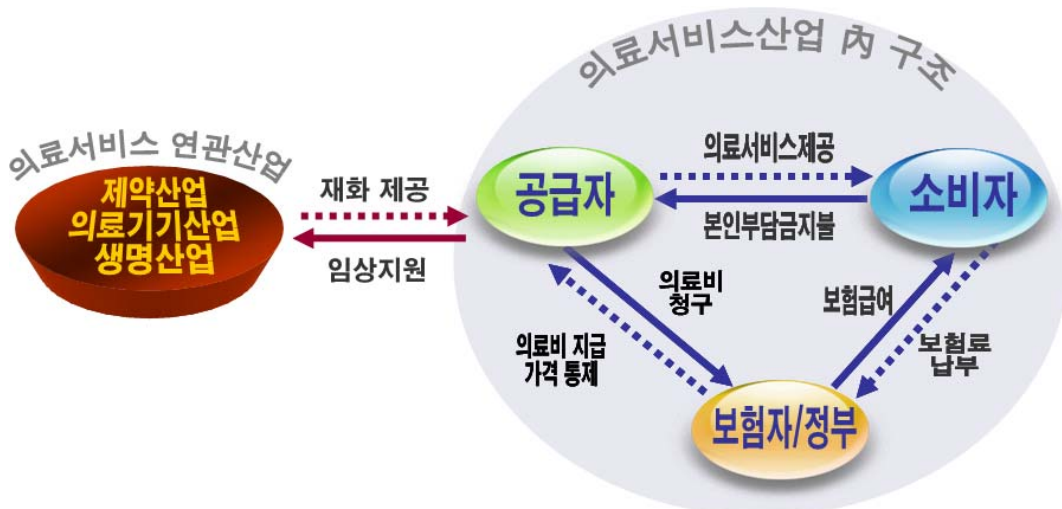 의료서비스산업 內 구조
의료서비스 연관산업
제약산업
의료기기산업
생명산업
재화 제공
임상지원
공급자
의료서비스제공
본인부담금지불
소비자
의료비
청구
의료비 지급
가격 통제
보험급여
보험료
납부
보험자/정부